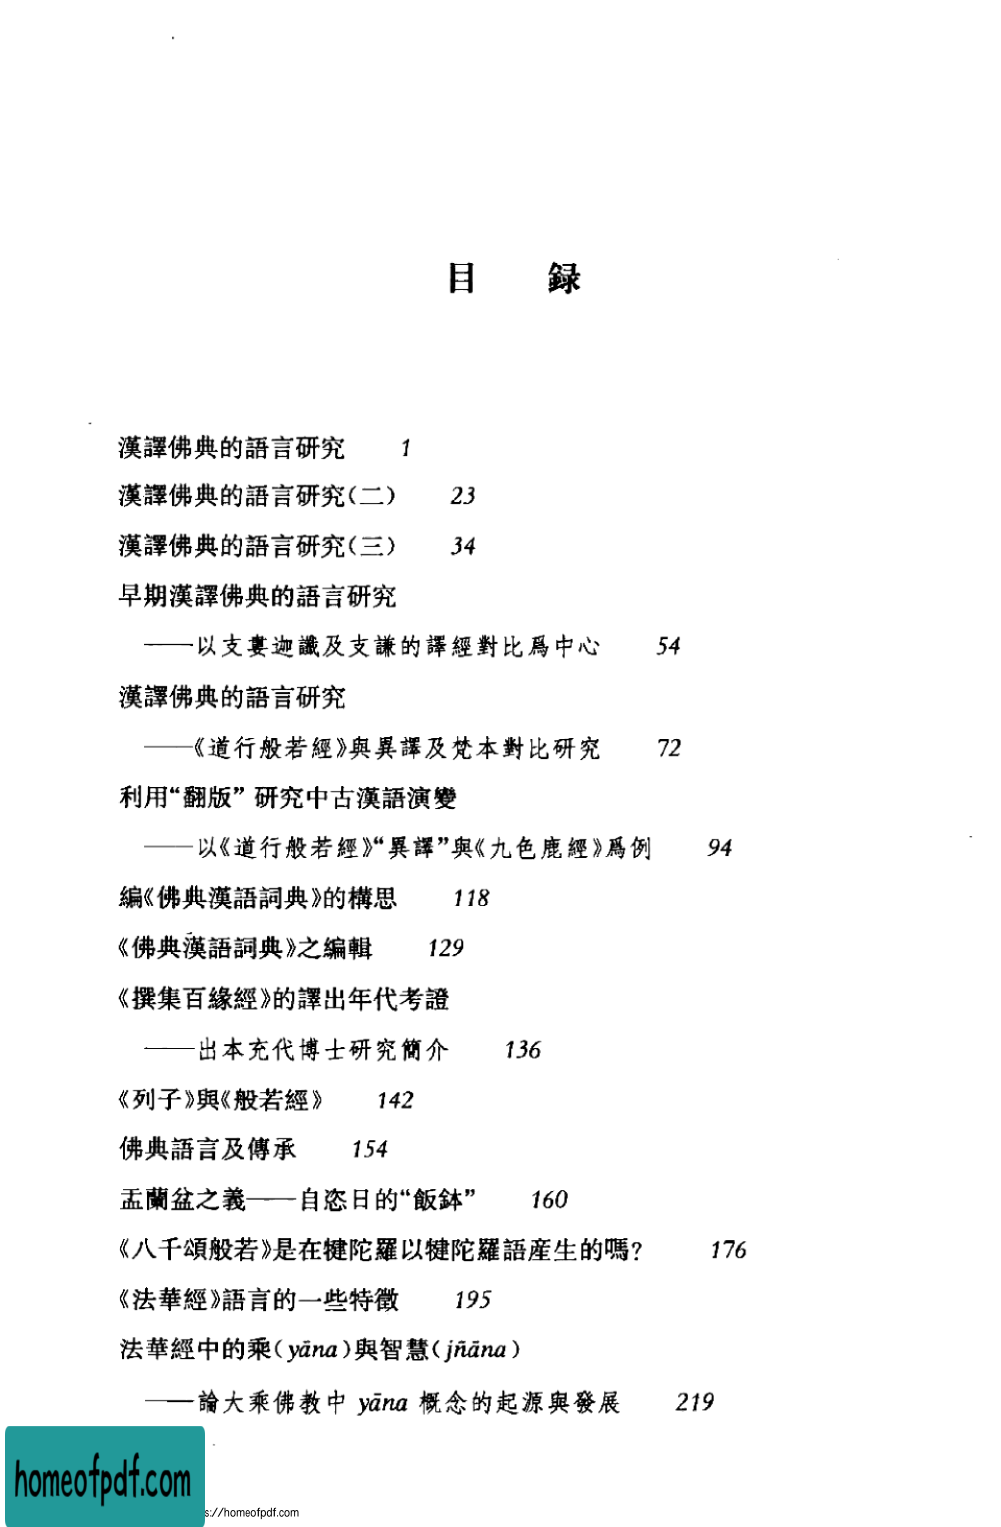 目 録
漢譯佛典的語言研究 1
漢譯佛典的語言研究(二) 23
漢譯佛典的語言研究(三) 34
早期漢譯佛典的語言研究
——以支婁迦讖及支謙的譯經對比爲中心 54
漢譯佛典的語言研究
——《道行般若經》與異譯及梵本對比研究 72
利用“翻版” 研究中古漢語演變
——以《道行般若經》“異譯”與《九色鹿經》爲例 94
編《佛典漢語詞典》的構思 118
《佛典漢語詞典》之編輯 129
《撰集百緣經》的譯出年代考證
——出本充代博士研究簡介 136
《列子》與《般若經》 142
佛典語言及傳承 154
盂蘭盆之義——自恣日的“飯鉢” 160
《八千頌般若》是在犍陀羅以犍陀羅語産生的嗎? 176
《法華經》語言的一些特徵 195
法華經中的乘(yāna)與智慧(jñāna)
——論大乘佛教中 yāna 概念的起源與發展 219
homeofpdf.com
s://homeofpdf.com